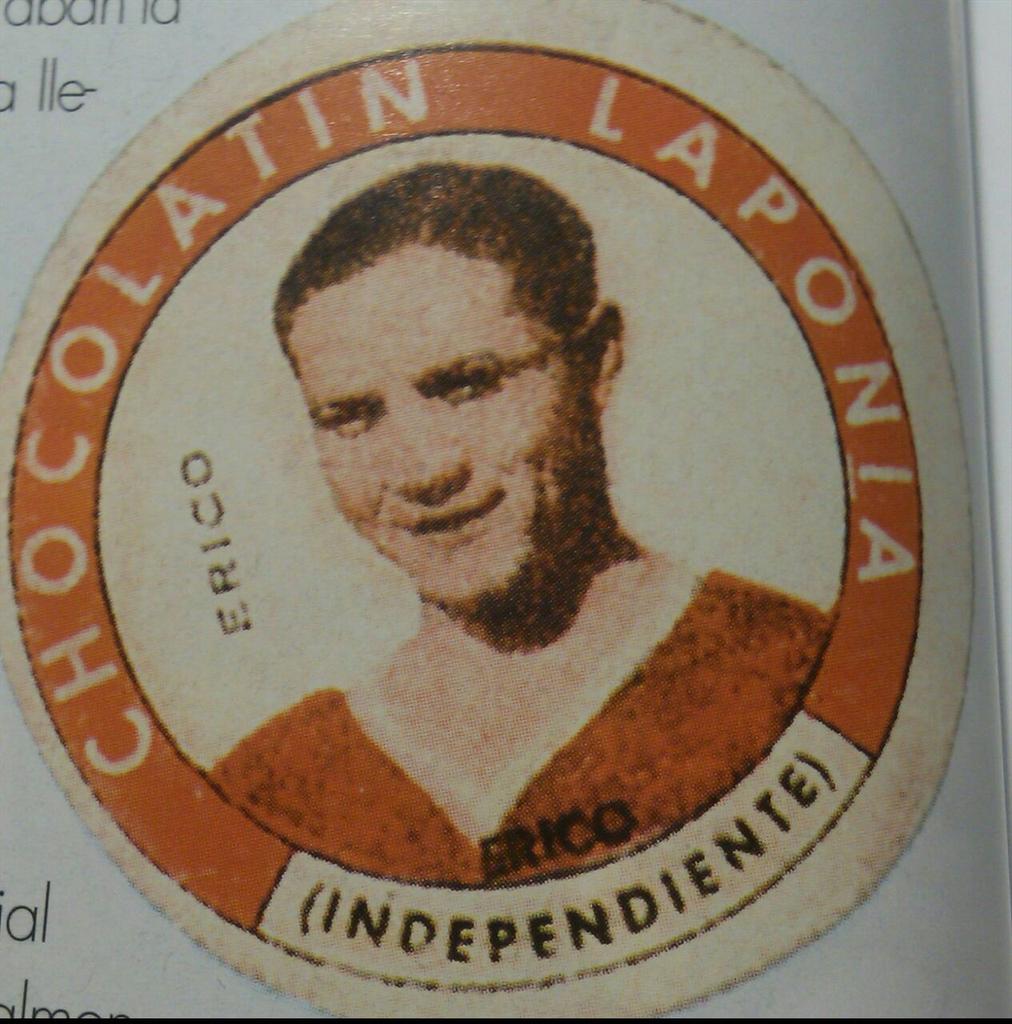 a lle-
CHOCOLATIN LAPONIA
ERICO
ERICO
(INDEPENDIENTE)
ial